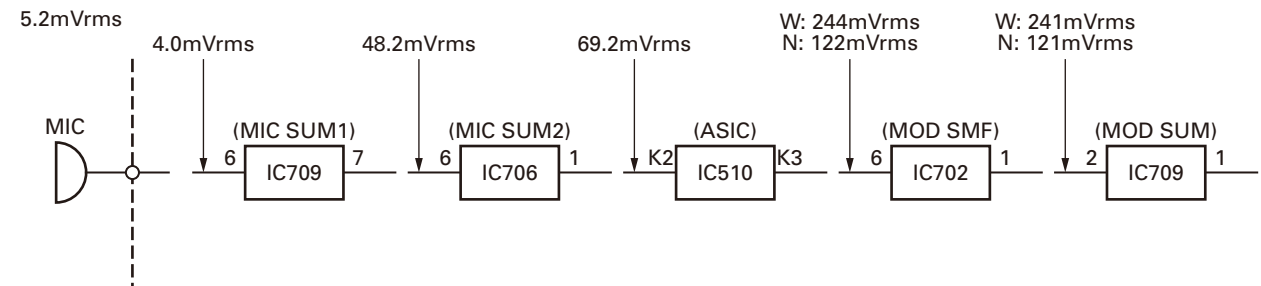 5.2mVrms
4.0mVrms 48.2mVrms 69.2mVrms
W: 244mVrms
N: 122mVrms
W: 241mVrms
N: 121mVrms
MIC (MIC SUM1) (MIC SUM2) (ASIC) (MOD SMF) (MOD SUM)
6 IC709 7 6 IC706 1 K2 IC510 K3 6 IC702 1 2 IC709 1